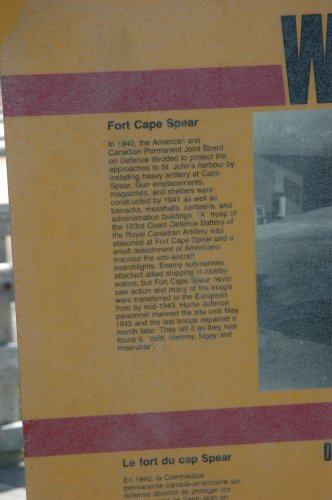 W
Fort Cape Spear
In 1940, the American and
Canadian Permanent Joint Board
on Defence decided to protect the
approaches to St. John's harbour by
installing heavy artillery at Cape
Spear. Gun emplacements,
magazines, and shelters were
constructed by 1941 as well as
barracks, messhalls, canteens, and
administration buildings. "A" troop of
the 103rd Coast Defence Battery of
the Royal Canadian Artillery was
stationed at Fort Cape Spear and a
small detachment of Americans
manned the anti-aircraft
searchlights. Enemy submarines
attacked allied shipping in nearby
waters, but Fort Cape Spear never
saw action and many of the troops
were transferred to the European
front by mid-1943. Home defence
personnel manned the site until May
1945 and the last troops departed a
month later. They left it as they had
found it, "cold, clammy, foggy and
miserable".
Le fort du cap Spear
En 1940, la Commission
permanente canado-américaine sur
défense décidait de protéger les